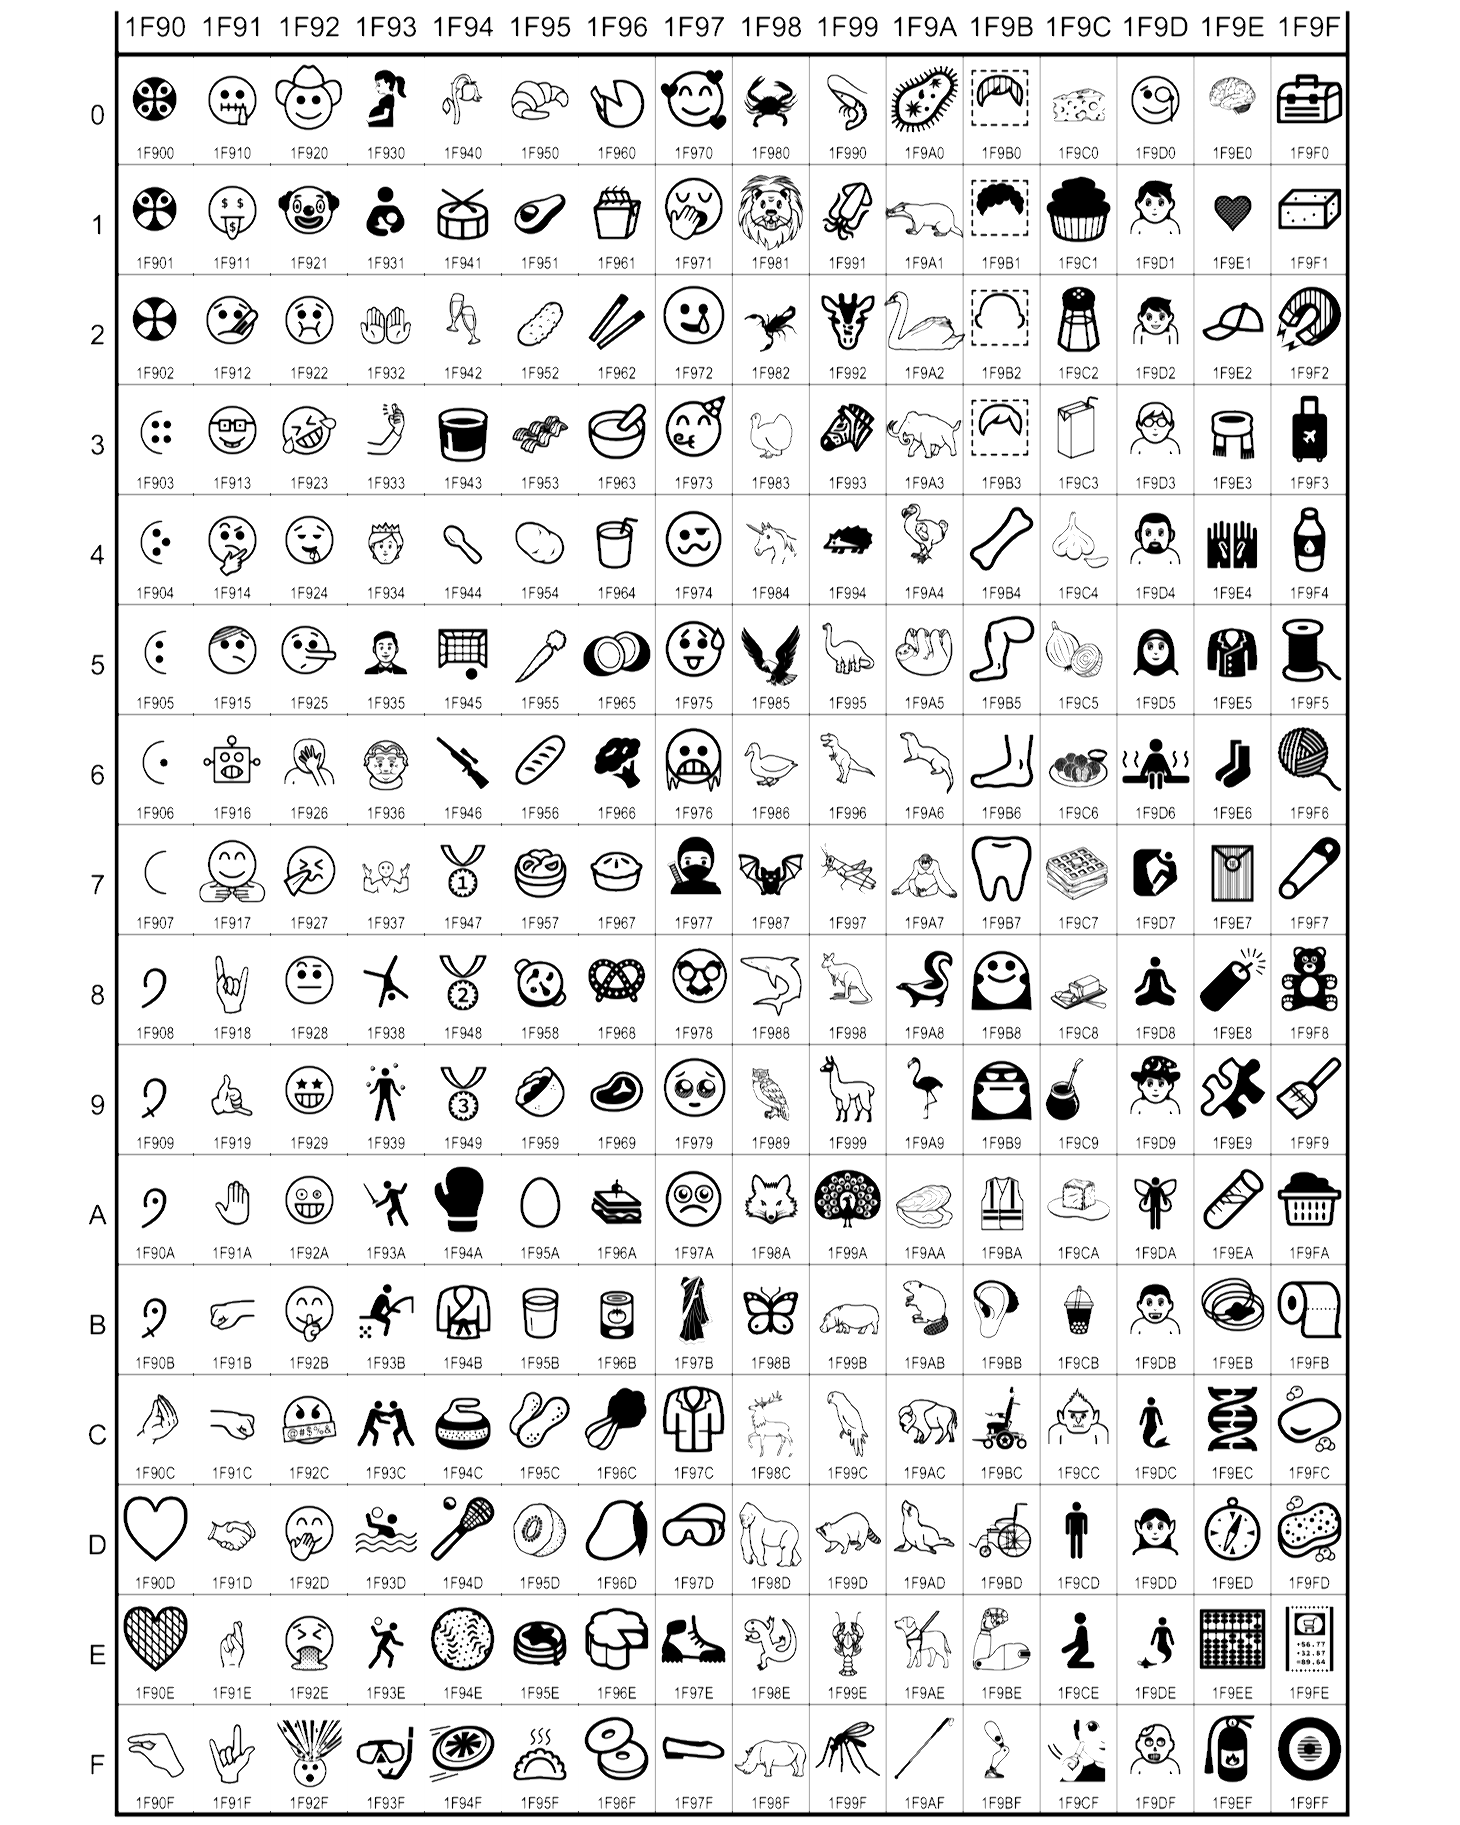 1F90 1F91 1F92 1F93 1F94 1F95 1F96 1F97 1F98 1F99 1F9A 1F9B 1F9C 1F9D 1F9E 1F9F
0
$ $
$
1F900 1F910 1F920 1F930 1F940 1F950 1F960 1F970 1F980 1F990 1F9A0 1F9B0 1F9C0 1F9D0 1F9E0 1F9F0
1
1F901 1F911 1F921 1F931 1F941 1F951 1F961 1F971 1F981 1F991 1F9A1 1F9B1 1F9C1 1F9D1 1F9E1 1F9F1
2
1F902 1F912 1F922 1F932 1F942 1F952 1F962 1F972 1F982 1F992 1F9A2 1F9B2 1F9C2 1F9D2 1F9E2 1F9F2
3
1F903 1F913 1F923 1F933 1F943 1F953 1F963 1F973 1F983 1F993 1F9A3 1F9B3 1F9C3 1F9D3 1F9E3 1F9F3
4
1F904 1F914 1F924 1F934 1F944 1F954 1F964 1F974 1F984 1F994 1F9A4 1F9B4 1F9C4 1F9D4 1F9E4 1F9F4
5
1F905 1F915 1F925 1F935 1F945 1F955 1F965 1F975 1F985 1F995 1F9A5 1F9B5 1F9C5 1F9D5 1F9E5 1F9F5
6
1F906 1F916 1F926 1F936 1F946 1F956 1F966 1F976 1F986 1F996 1F9A6 1F9B6 1F9C6 1F9D6 1F9E6 1F9F6
7
1
1F907 1F917 1F927 1F937 1F947 1F957 1F967 1F977 1F987 1F997 1F9A7 1F9B7 1F9C7 1F9D7 1F9E7 1F9F7
8
2
1F908 1F918 1F928 1F938 1F948 1F958 1F968 1F978 1F988 1F998 1F9A8 1F9B8 1F9C8 1F9D8 1F9E8 1F9F8
9
3
1F909 1F919 1F929 1F939 1F949 1F959 1F969 1F979 1F989 1F999 1F9A9 1F9B9 1F9C9 1F9D9 1F9E9 1F9F9
A
1F90A 1F91A 1F92A 1F93A 1F94A 1F95A 1F96A 1F97A 1F98A 1F99A 1F9AA 1F9BA 1F9CA 1F9DA 1F9EA 1F9FA
B
1F90B 1F91B 1F92B 1F93B 1F94B 1F95B 1F96B 1F97B 1F98B 1F99B 1F9AB 1F9BB 1F9CB 1F9DB 1F9EB 1F9FB
C
@#$%&
1F90C 1F91C 1F92C 1F93C 1F94C 1F95C 1F96C 1F97C 1F98C 1F99C 1F9AC 1F9BC 1F9CC 1F9DC 1F9EC 1F9FC
D
1F90D 1F91D 1F92D 1F93D 1F94D 1F95D 1F96D 1F97D 1F98D 1F99D 1F9AD 1F9BD 1F9CD 1F9DD 1F9ED 1F9FD
E
+56.77
+32.87
=89.64
1F90E 1F91E 1F92E 1F93E 1F94E 1F95E 1F96E 1F97E 1F98E 1F99E 1F9AE 1F9BE 1F9CE 1F9DE 1F9EE 1F9FE
F
1F90F 1F91F 1F92F 1F93F 1F94F 1F95F 1F96F 1F97F 1F98F 1F99F 1F9AF 1F9BF 1F9CF 1F9DF 1F9EF 1F9FF